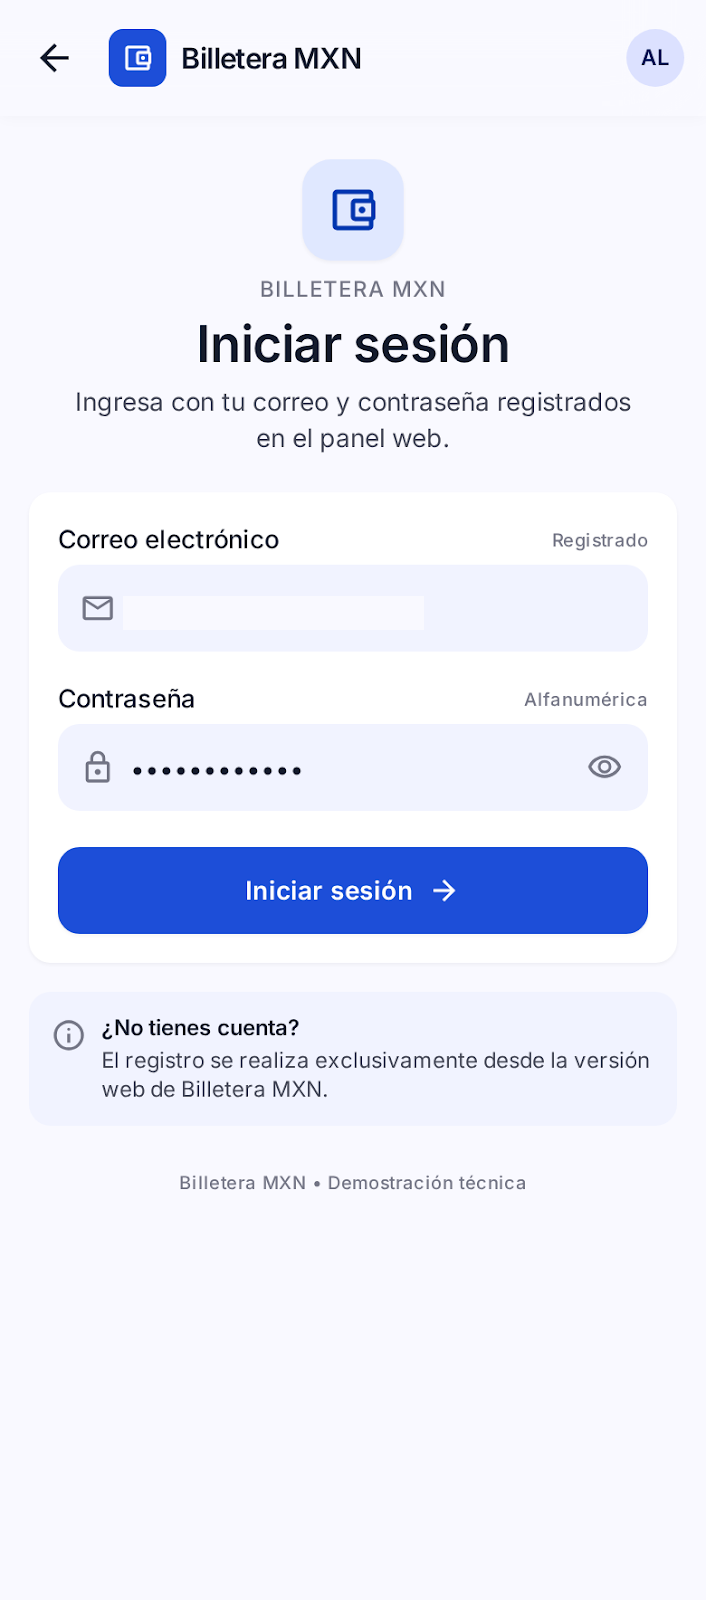 Billetera MXN
AL
BILLETERA MXN
Iniciar sesión
Ingresa con tu correo y contraseña registrados
en el panel web.
Correo electrónico
Registrado
Contraseña
Alfanumérica
••••••••••••
Iniciar sesión →
¿No tienes cuenta?
El registro se realiza exclusivamente desde la versión
web de Billetera MXN.
Billetera MXN • Demostración técnica